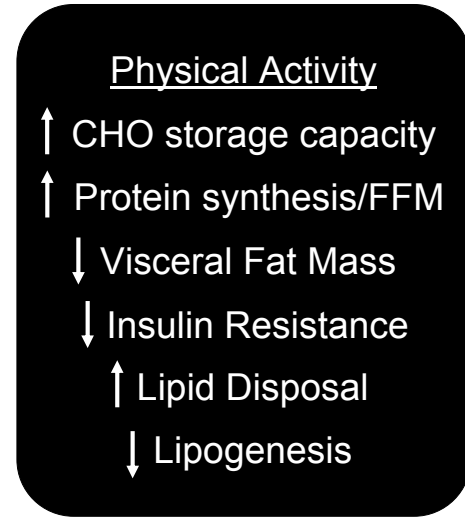 Physical Activity
↑ CHO storage capacity
↑ Protein synthesis/FFM
↓ Visceral Fat Mass
↓ Insulin Resistance
↑ Lipid Disposal
↓ Lipogenesis